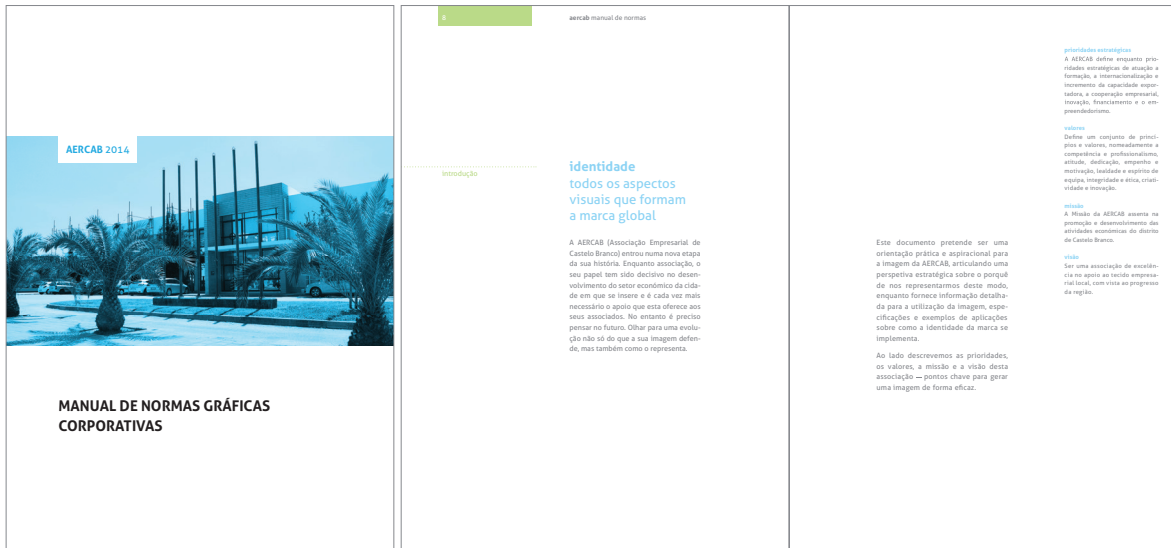 AERCAB 2014
MANUAL DE NORMAS GRÁFICAS
CORPORATIVAS
8
aercab manual de normas
introdução
identidade
todos os aspectos
visuais que formam
a marca global
A AERCAB (Associação Empresarial de
Castelo Branco) entrou numa nova etapa
da sua história. Enquanto associação, o
seu papel tem sido decisivo no desen-
volvimento do setor económico da cida-
de em que se insere e é cada vez mais
necessário o apoio que esta oferece aos
seus associados. No entanto é preciso
pensar no futuro. Olhar para uma evolu-
ção não só do que a sua imagem defen-
de, mas também como o representa.
Este documento pretende ser uma
orientação prática e aspiracional para
a imagem da AERCAB, articulando uma
perspetiva estratégica sobre o porquê
de nos representarmos deste modo,
enquanto fornece informação detalha-
da para a utilização da imagem, espe-
cificações e exemplos de aplicações
sobre como a identidade da marca se
implementa.
Ao lado descrevemos as prioridades,
os valores, a missão e a visão desta
associação — pontos chave para gerar
uma imagem de forma eficaz.
prioridades estratégicas
A AERCAB define enquanto prio-
ridades estratégicas de atuação a
formação, a internacionalização e
incremento da capacidade expor-
tadora, a cooperação empresarial,
inovação, financiamento e o em-
preendedorismo.
valores
Define um conjunto de princí-
pios e valores, nomeadamente a
competência e profissionalismo,
atitude, dedicação, empenho e
motivação, lealdade e espírito de
equipa, integridade e ética, criati-
vidade e inovação.
missão
A Missão da AERCAB assenta na
promoção e desenvolvimento das
atividades económicas do distrito
de Castelo Branco.
visão
Ser uma associação de excelên-
cia no apoio ao tecido empresa-
rial local, com vista ao progresso
da região.